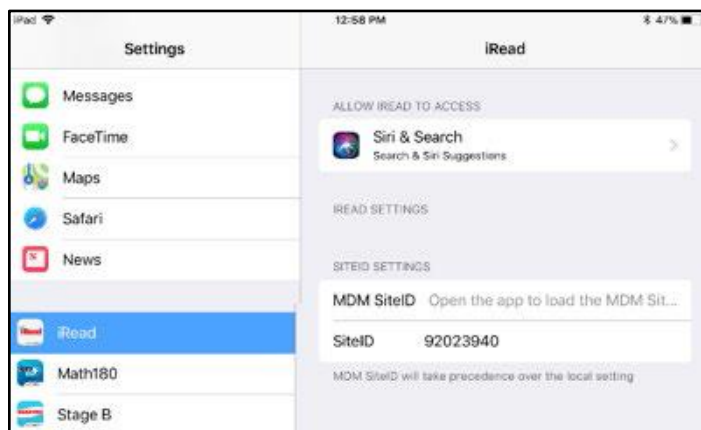 iPad
12:58 PM
47%
Settings
iRead
Messages
FaceTime
Maps
Safari
News
iRead
Math180
Stage B
ALLOW IREAD TO ACCESS
Siri & Search
Search & Siri Suggestions
IREAD SETTINGS
SITEID SETTINGS
MDM SiteID Open the app to load the MDM Sit...
SiteID 92023940
MDM SiteID will take precedence over the local setting